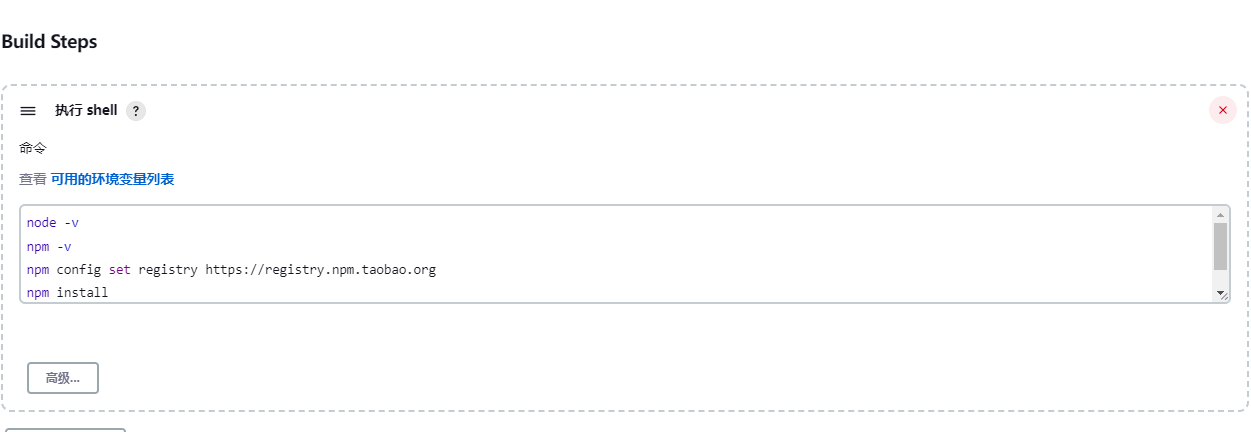 Build Steps
执行 shell ?
命令
查看 可用的环境变量列表
node -v
npm -v
npm config set registry https://registry.npm.taobao.org
npm install
高级...